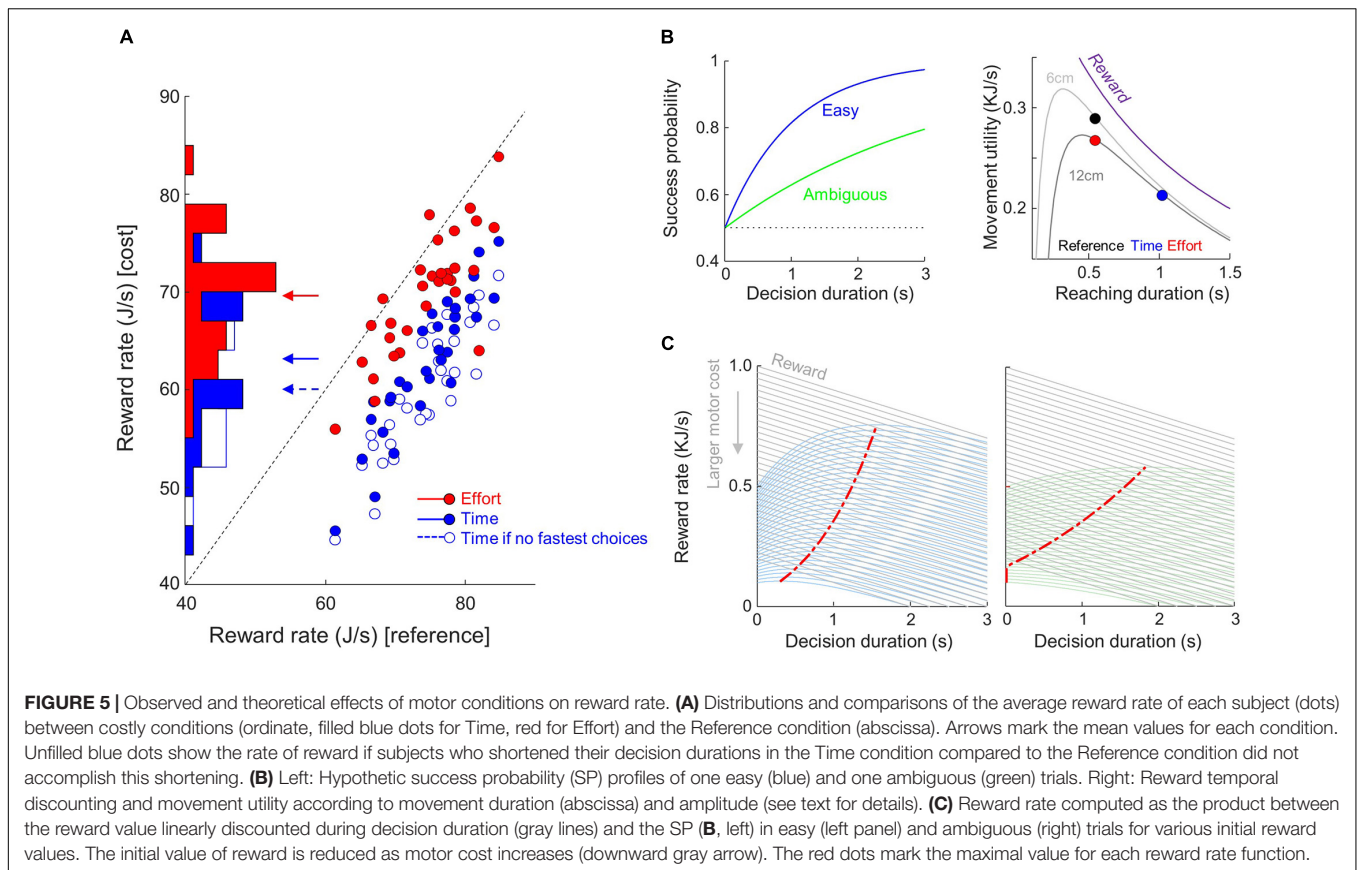 A
Reward rate (J/s) [cost]
90
80
70
60
50
40
40
60
80
Reward rate (J/s) [reference]
Effort
Time
Time if no fastest choices
B
Success probability
1
0.8
0.6
0.4
0
1
2
3
Decision duration (s)
Easy
Ambiguous
Movement utility (KJ/s)
0.3
0.2
6cm
12cm
Reward
Reference Time Effort
0.5
1
1.5
Reaching duration (s)
C
Reward rate (KJ/s)
1.0
0.5
0
Larger motor cost
Reward
0
1
2
3
Decision duration (s)
0
1
2
3
Decision duration (s)
FIGURE 5 | Observed and theoretical effects of motor conditions on reward rate. (A) Distributions and comparisons of the average reward rate of each subject (dots)
between costly conditions (ordinate, filled blue dots for Time, red for Effort) and the Reference condition (abscissa). Arrows mark the mean values for each condition.
Unfilled blue dots show the rate of reward if subjects who shortened their decision durations in the Time condition compared to the Reference condition did not
accomplish this shortening. (B) Left: Hypothetic success probability (SP) profiles of one easy (blue) and one ambiguous (green) trials. Right: Reward temporal
discounting and movement utility according to movement duration (abscissa) and amplitude (see text for details). (C) Reward rate computed as the product between
the reward value linearly discounted during decision duration (gray lines) and the SP (B, left) in easy (left panel) and ambiguous (right) trials for various initial reward
values. The initial value of reward is reduced as motor cost increases (downward gray arrow). The red dots mark the maximal value for each reward rate function.